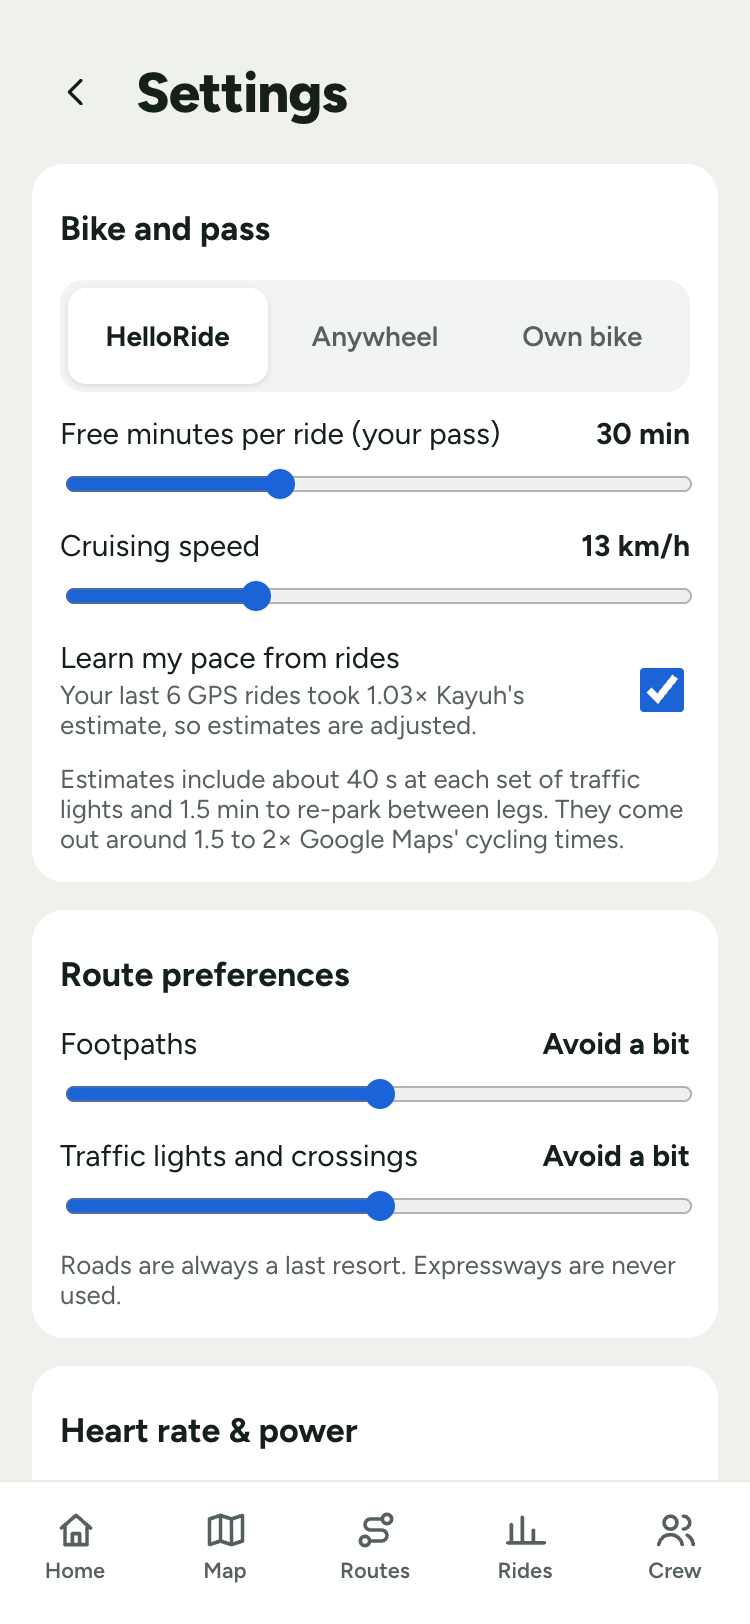 Settings
Bike and pass
HelloRide
Anywheel
Own bike
Free minutes per ride (your pass)
30 min
Cruising speed
13 km/h
Learn my pace from rides
Your last 6 GPS rides took 1.03× Kayuh's
estimate, so estimates are adjusted.
Estimates include about 40 s at each set of traffic
lights and 1.5 min to re-park between legs. They come
out around 1.5 to 2× Google Maps' cycling times.
Route preferences
Footpaths
Avoid a bit
Traffic lights and crossings
Avoid a bit
Roads are always a last resort. Expressways are never
used.
Heart rate & power
Home
Map
Routes
Rides
Crew